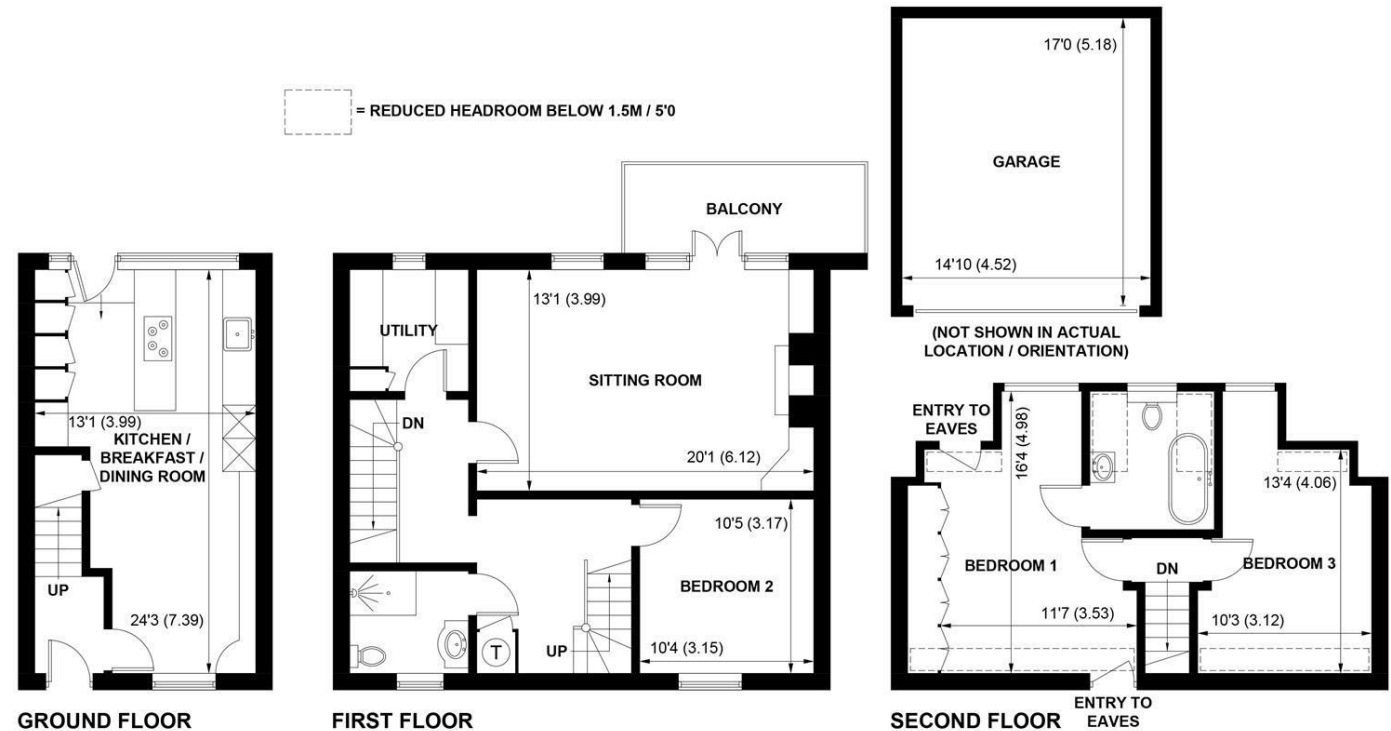 = REDUCED HEADROOM BELOW 1.5M / 5'0
17'0 (5.18)
GARAGE
14'10 (4.52)
(NOT SHOWN IN ACTUAL
LOCATION / ORIENTATION)
13'1 (3.99)
KITCHEN /
BREAKFAST /
DINING ROOM
UP
24'3 (7.39)
GROUND FLOOR
BALCONY
UTILITY
13'1 (3.99)
SITTING ROOM
DN
20'1 (6.12)
10'5 (3.17)
BEDROOM 2
T
UP
10'4 (3.15)
FIRST FLOOR
ENTRY TO
EAVES
16'4 (4.98)
13'4 (4.06)
BEDROOM 1
DN
BEDROOM 3
11'7 (3.53)
10'3 (3.12)
SECOND FLOOR
ENTRY TO
EAVES